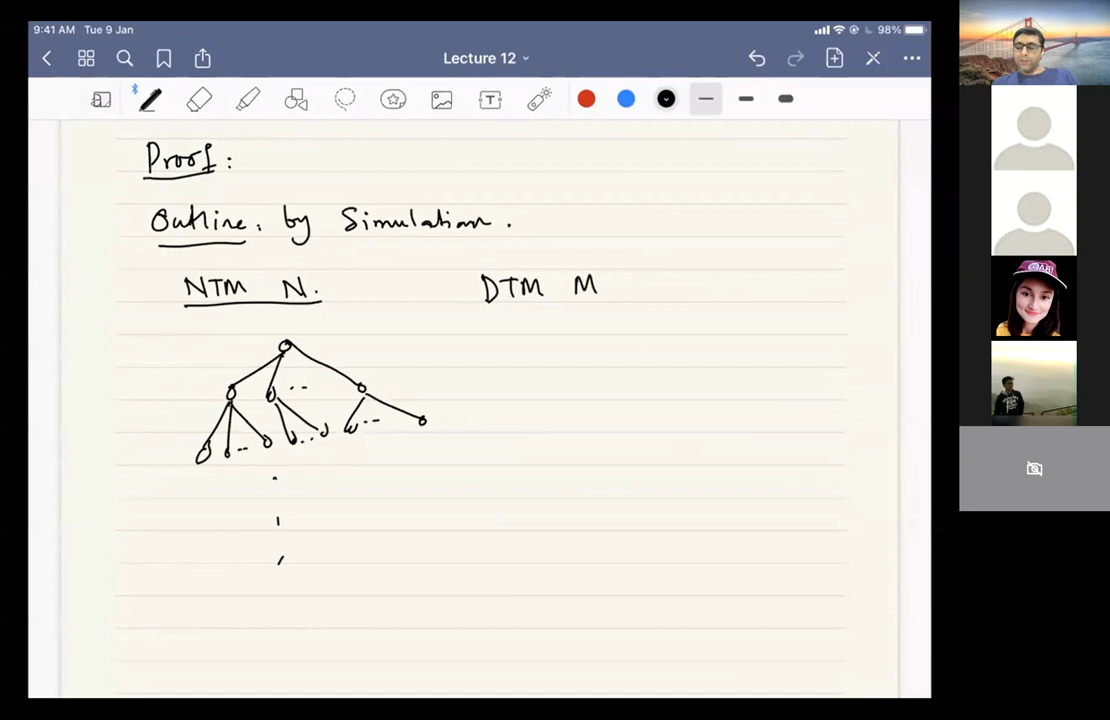 9:41 AM Tue 9 Jan
98%
Lecture 12
Proof:
Outline: by Simulation.
NTM N.
DTM M